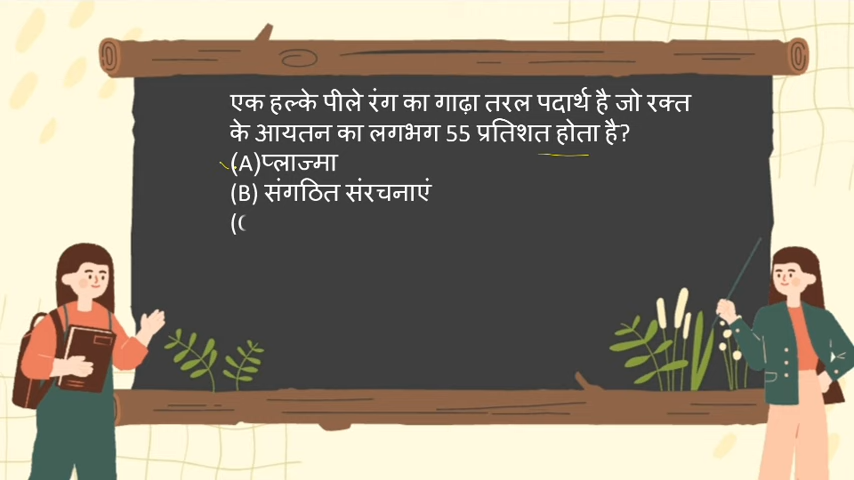 एक हल्के पीले रंग का गाढ़ा तरल पदार्थ है जो रक्त
के आयतन का लगभग 55 प्रतिशत होता है?
(A)प्लाज्मा
(B) संगठित संरचनाएं
(